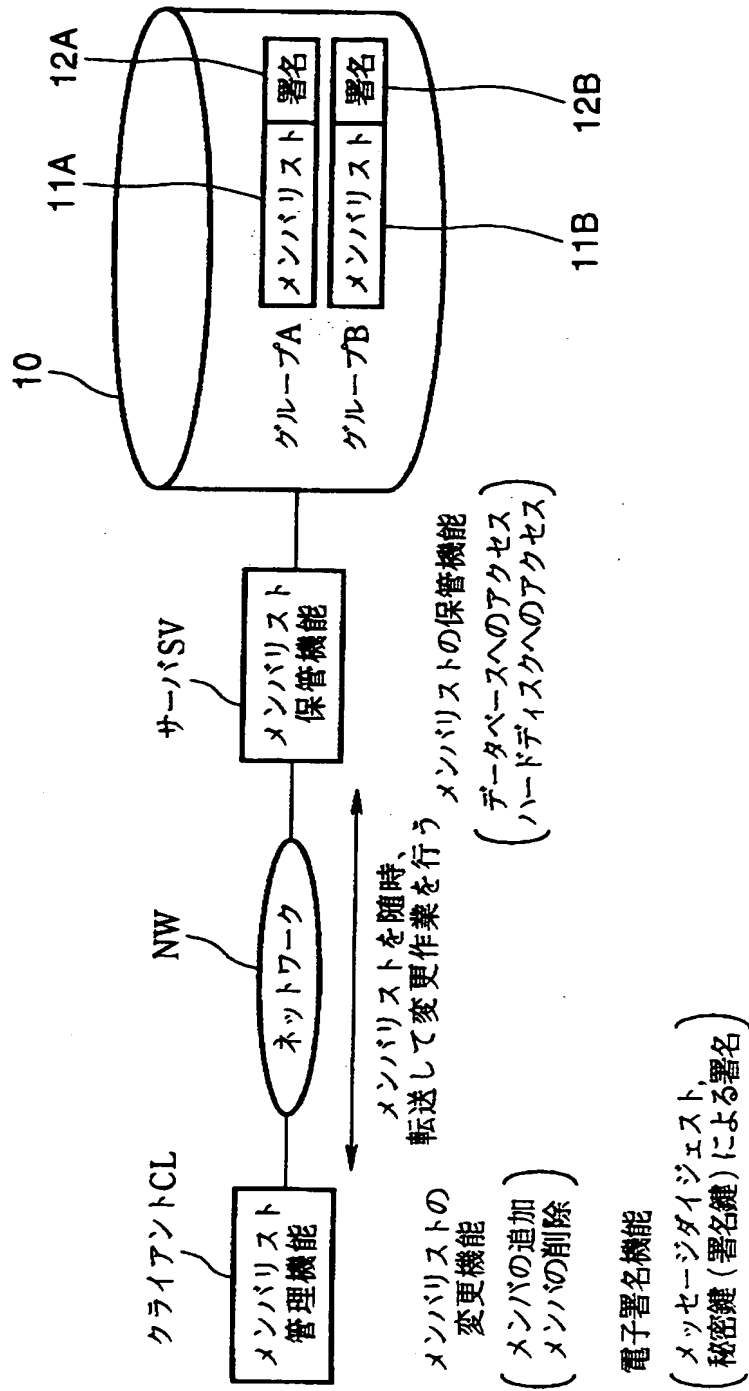 クライアントCL
メンバリスト
管理機能
メンバリストの
変更機能
(メンバの追加
メンバの削除)
電子署名機能
(メッセージダイジェスト,
秘密鍵(署名鍵)による署名)
NW
ネットワーク
メンバリストを随時、
転送して変更作業を行う
サーバSV
メンバリスト
保管機能
メンバリストの保管機能
(データベースへのアクセス
ハードディスクへのアクセス)
10
グループA
メンバリスト
署名
11A
12A
グループB
メンバリスト
署名
11B
12B